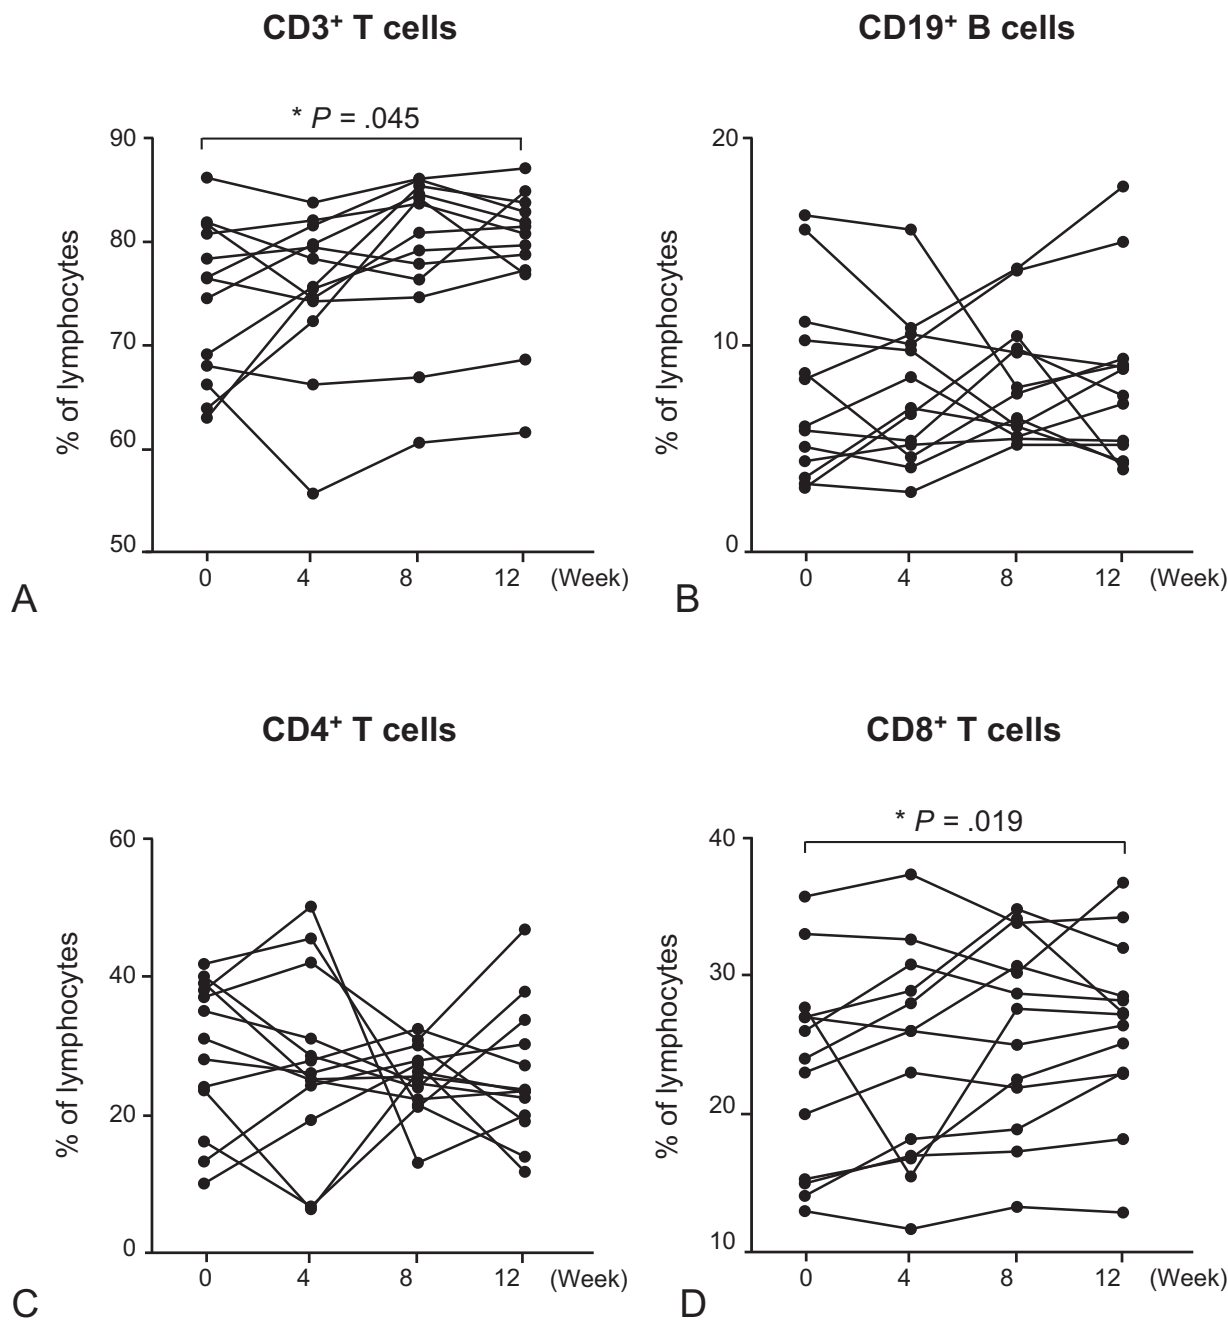 A
CD3⁺ T cells
* P = .045
% of lymphocytes
90
80
70
60
50
0 4 8 12 (Week)
B
CD19⁺ B cells
% of lymphocytes
20
10
0
0 4 8 12 (Week)
C
CD4⁺ T cells
% of lymphocytes
60
40
20
0
0 4 8 12 (Week)
D
CD8⁺ T cells
* P = .019
% of lymphocytes
40
30
20
10
0 4 8 12 (Week)